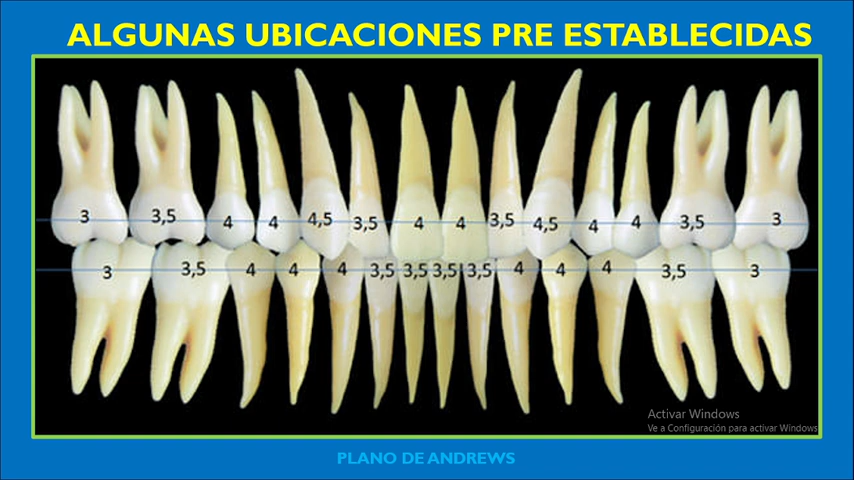 ALGUNAS UBICACIONES PRE ESTABLECIDAS
3 3,5 4 4 4,5 3,5 4 4 3,5 4,5 4 4 3,5 3
3 3,5 4 4 4 3,5 3,5 3,5 3,5 4 4 4 3,5 3
Activar Windows
Ve a Configuración para activar Windows
PLANO DE ANDREWS